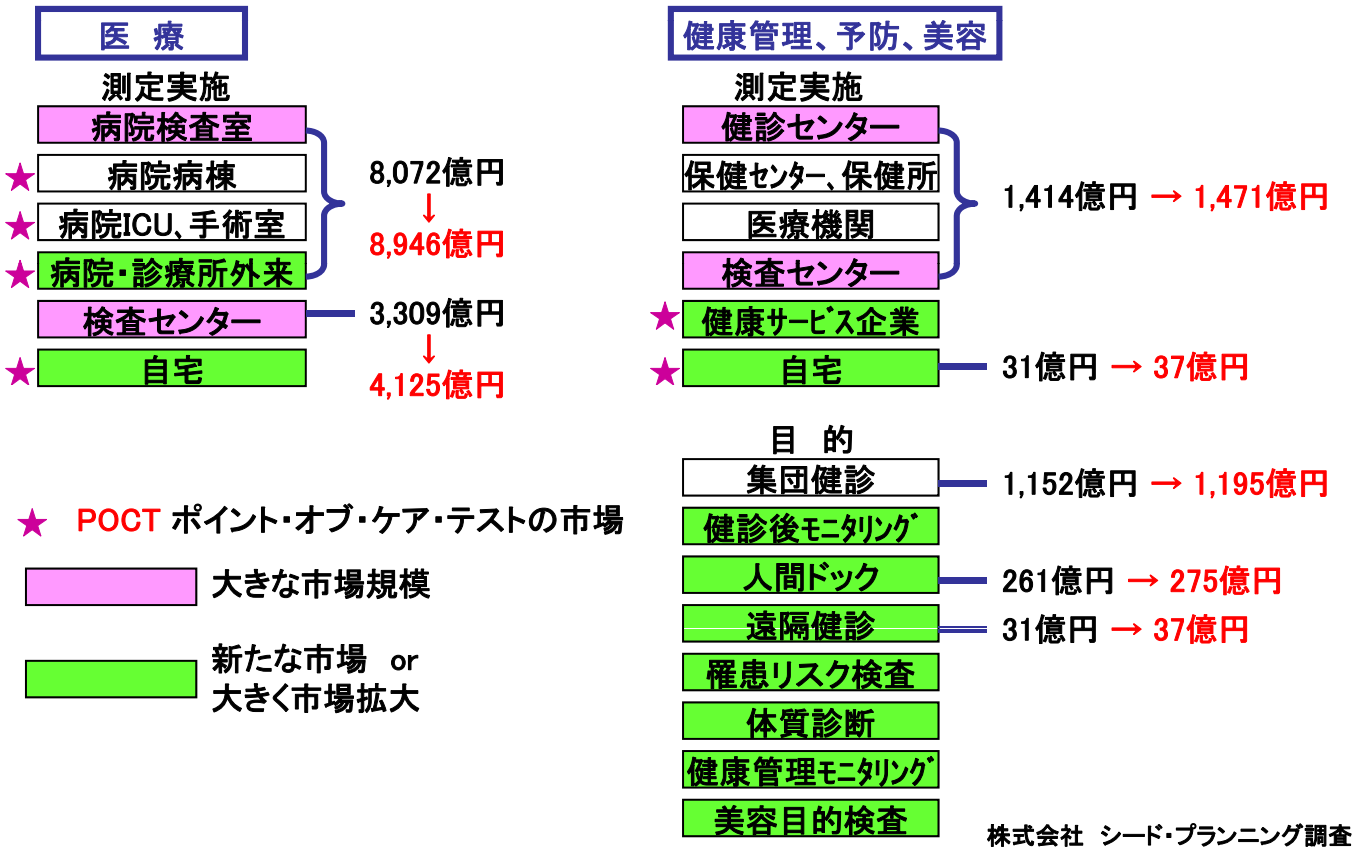 医　療
測定実施
病院検査室
★ 病院病棟
★ 病院ICU、手術室
★ 病院・診療所外来
検査センター
★ 自宅
8,072億円
↓
8,946億円
3,309億円
↓
4,125億円
★ POCT ポイント・オブ・ケア・テストの市場
大きな市場規模
新たな市場　or
大きく市場拡大
健康管理、予防、美容
測定実施
健診センター
保健センター、保健所
医療機関
検査センター
1,414億円 → 1,471億円
★ 健康サービス企業
★ 自宅
31億円 → 37億円
目　的
集団健診
1,152億円 → 1,195億円
健診後モニタリング
人間ドック
261億円 → 275億円
遠隔健診
31億円 → 37億円
罹患リスク検査
体質診断
健康管理モニタリング
美容目的検査
株式会社　シード・プランニング調査